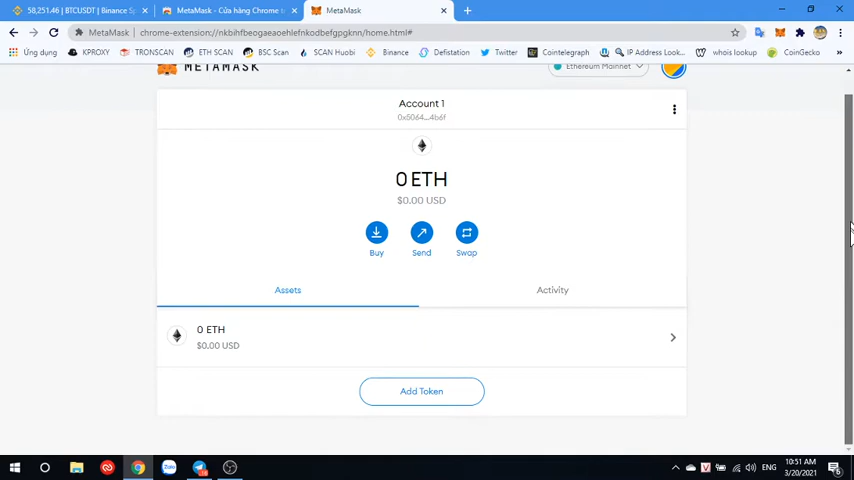 58,251.46 | BTCUSDT | Binance Sp
MetaMask - Cửa hàng Chrome t
MetaMask
MetaMask | chrome-extension://nkbihfbeogaeaoehlefnkodbefgpgknn/home.html#
Ứng dụng
KPROXY
TRONSCAN
ETH SCAN
BSC Scan
SCAN Huobi
Binance
Defistation
Twitter
Cointelegraph
IP Address Look...
whois lookup
CoinGecko
METAMASK
Ethereum Mainnet
Account 1
0x5064...4b6f
0 ETH
$0.00 USD
Buy
Send
Swap
Assets
Activity
0 ETH
$0.00 USD
Add Token
Zalo
ENG
10:51 AM
3/20/2021